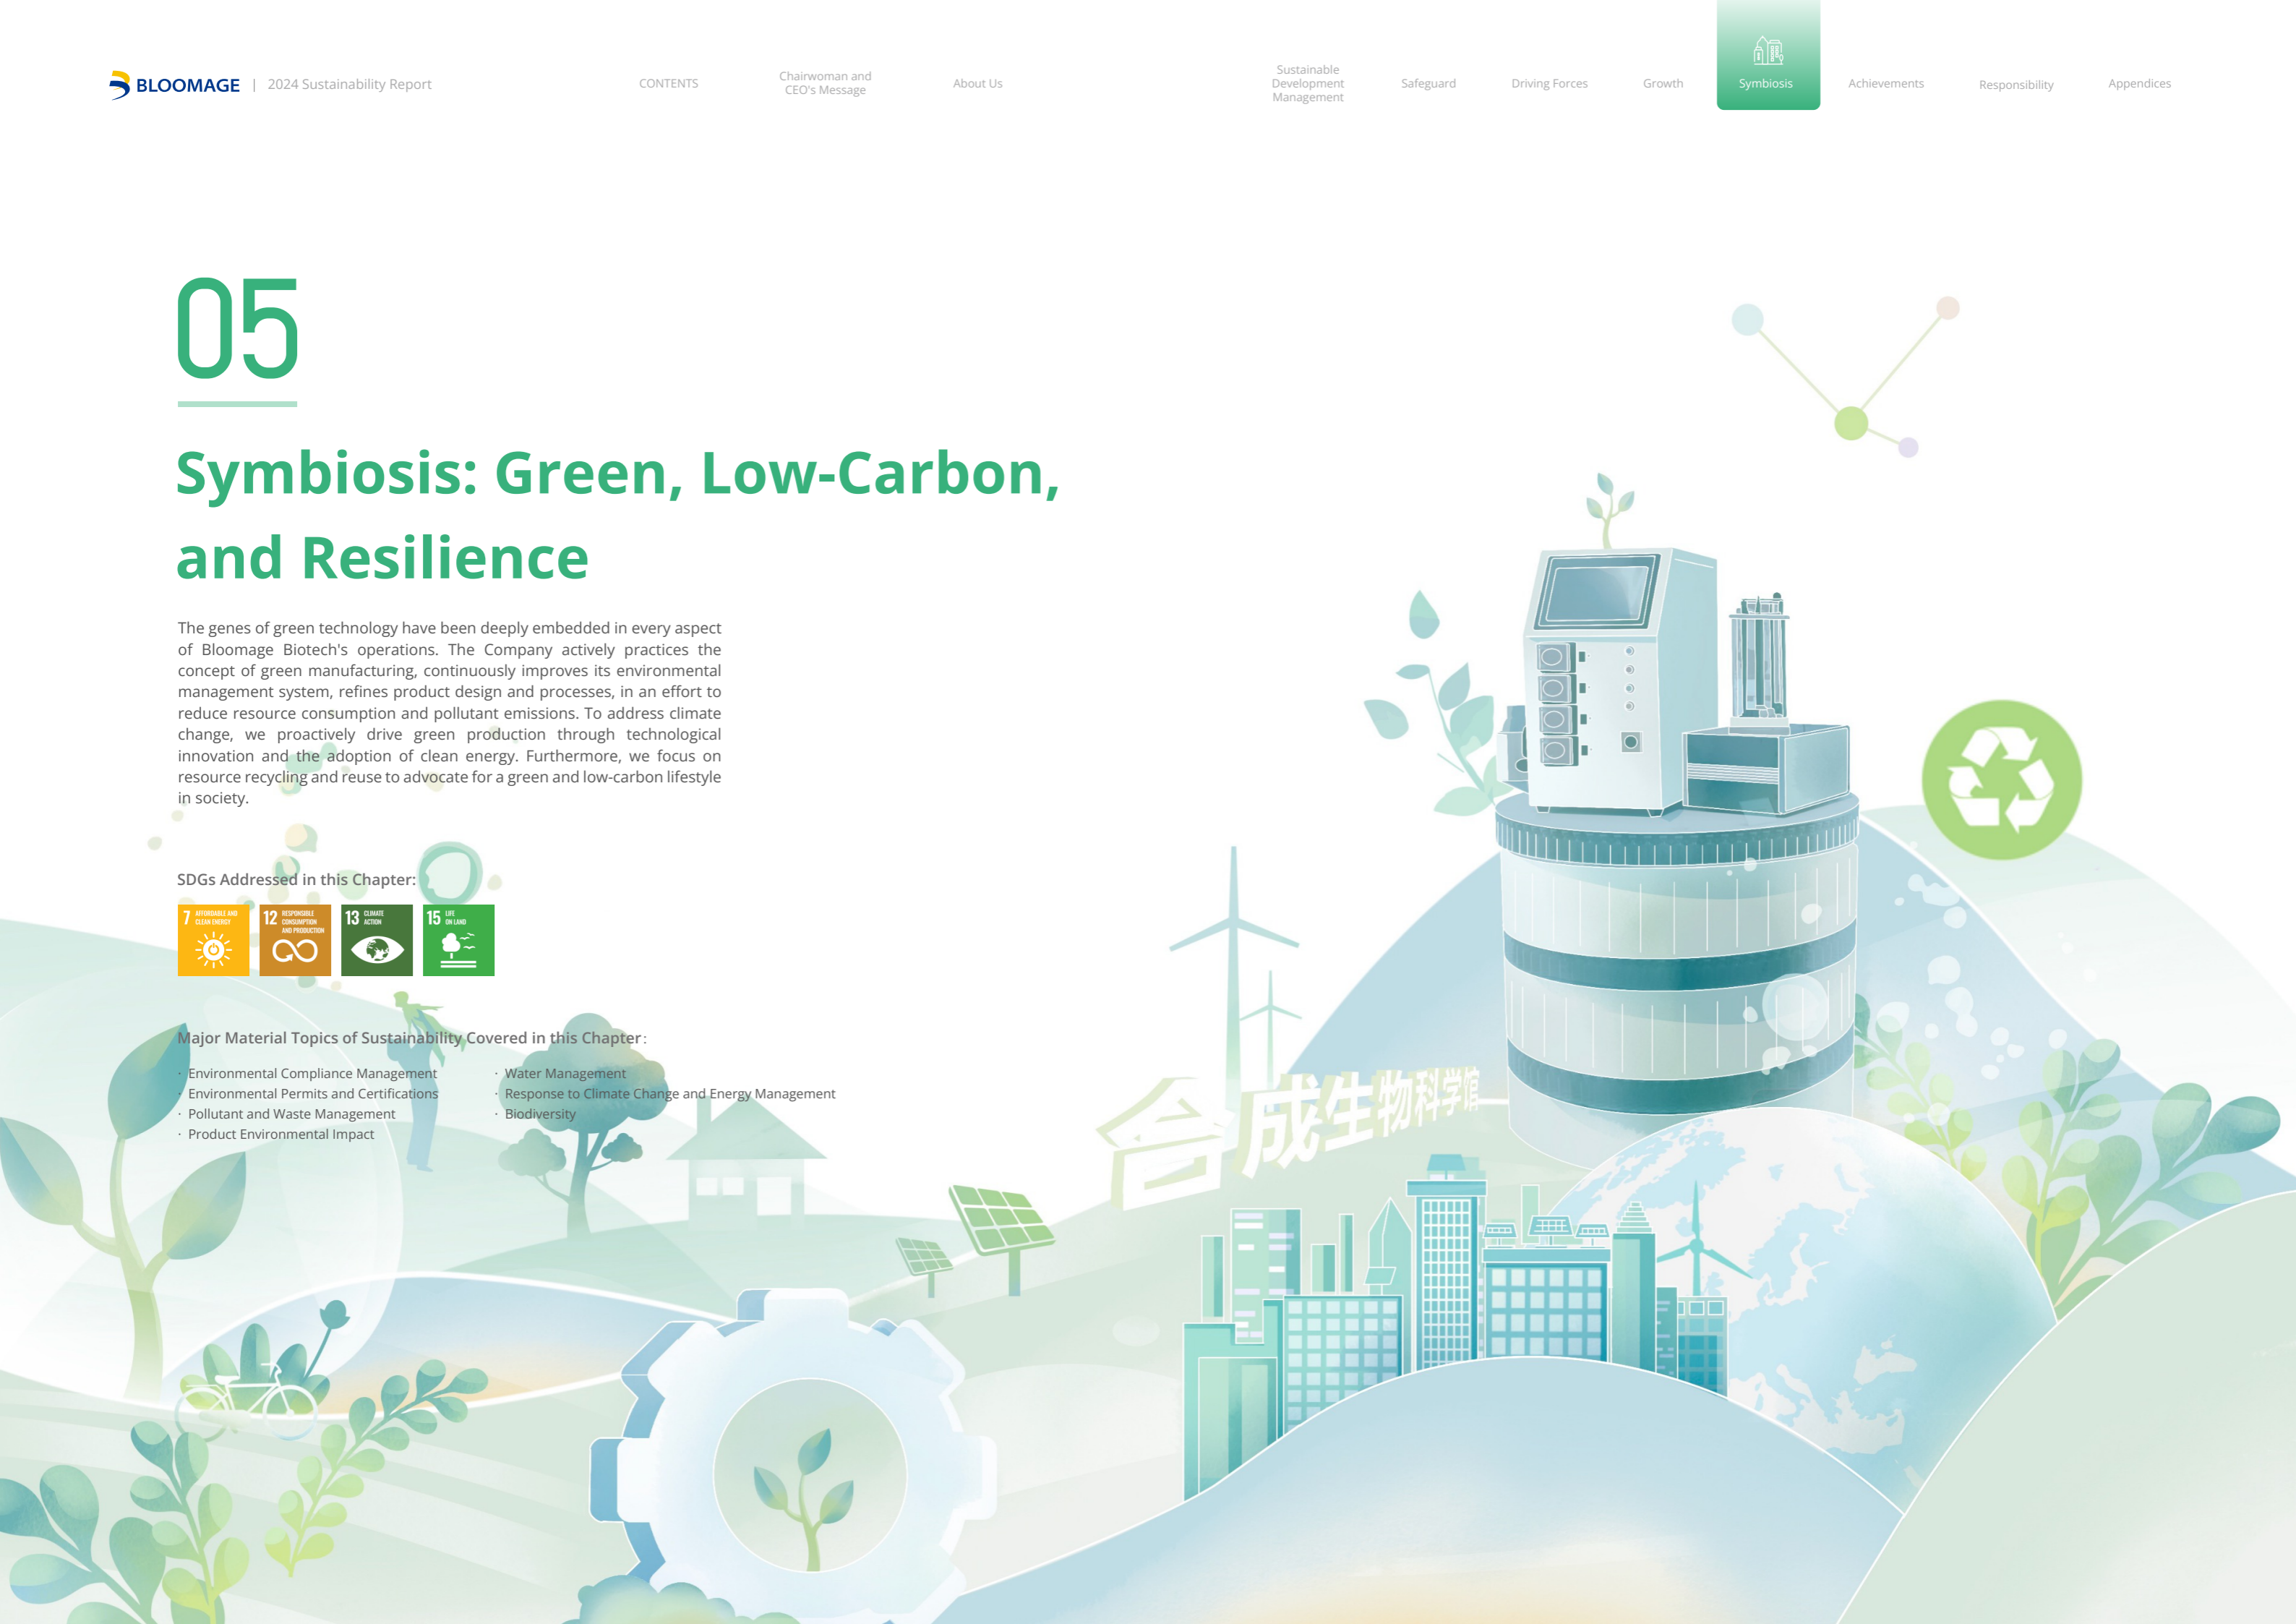 BLOOMAGE | 2024 Sustainability Report
CONTENTS
Chairwoman and
CEO's Message
About Us
Sustainable
Development
Management
Safeguard
Driving Forces
Growth
Symbiosis
Achievements
Responsibility
Appendices
05
Symbiosis: Green, Low-Carbon,
and Resilience
The genes of green technology have been deeply embedded in every aspect
of Bloomage Biotech's operations. The Company actively practices the
concept of green manufacturing, continuously improves its environmental
management system, refines product design and processes, in an effort to
reduce resource consumption and pollutant emissions. To address climate
change, we proactively drive green production through technological
innovation and the adoption of clean energy. Furthermore, we focus on
resource recycling and reuse to advocate for a green and low-carbon lifestyle
in society.
SDGs Addressed in this Chapter:
7 AFFORDABLE AND
CLEAN ENERGY
12 RESPONSIBLE
CONSUMPTION
AND PRODUCTION
13 CLIMATE
ACTION
15 LIFE
ON LAND
Major Material Topics of Sustainability Covered in this Chapter:
· Environmental Compliance Management
· Environmental Permits and Certifications
· Pollutant and Waste Management
· Product Environmental Impact
· Water Management
· Response to Climate Change and Energy Management
· Biodiversity
合成生物科学馆